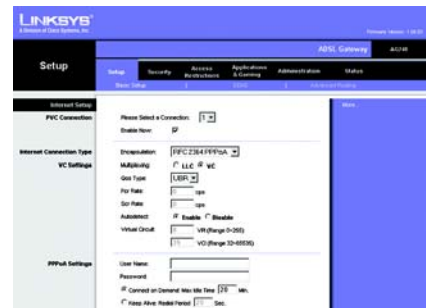 LINKSYS
A Division of Cisco Systems, Inc.
ADSL Gateway
AG241
Setup
Setup Security Access Restrictions Applications & Gaming Administration Status
Basic Setup | DDNS | Advanced Routing
Internet Setup
More...
PVC Connection
Please Select a Connection: 1
Enable Now:
Internet Connection Type
Encapsulation: RFC 2364 PPPoA
VC Settings
Multiplexing: LLC VC
Qos Type: UBR
Pcr Rate: cps
Scr Rate: cps
Autodetect: Enable Disable
Virtual Circuit: VPI (Range 0~255)
VCI (Range 32~65535)
PPPoA Settings
User Name:
Password:
Connect on Demand: Max Idle Time 20 Min.
Keep Alive: Redial Period Sec.